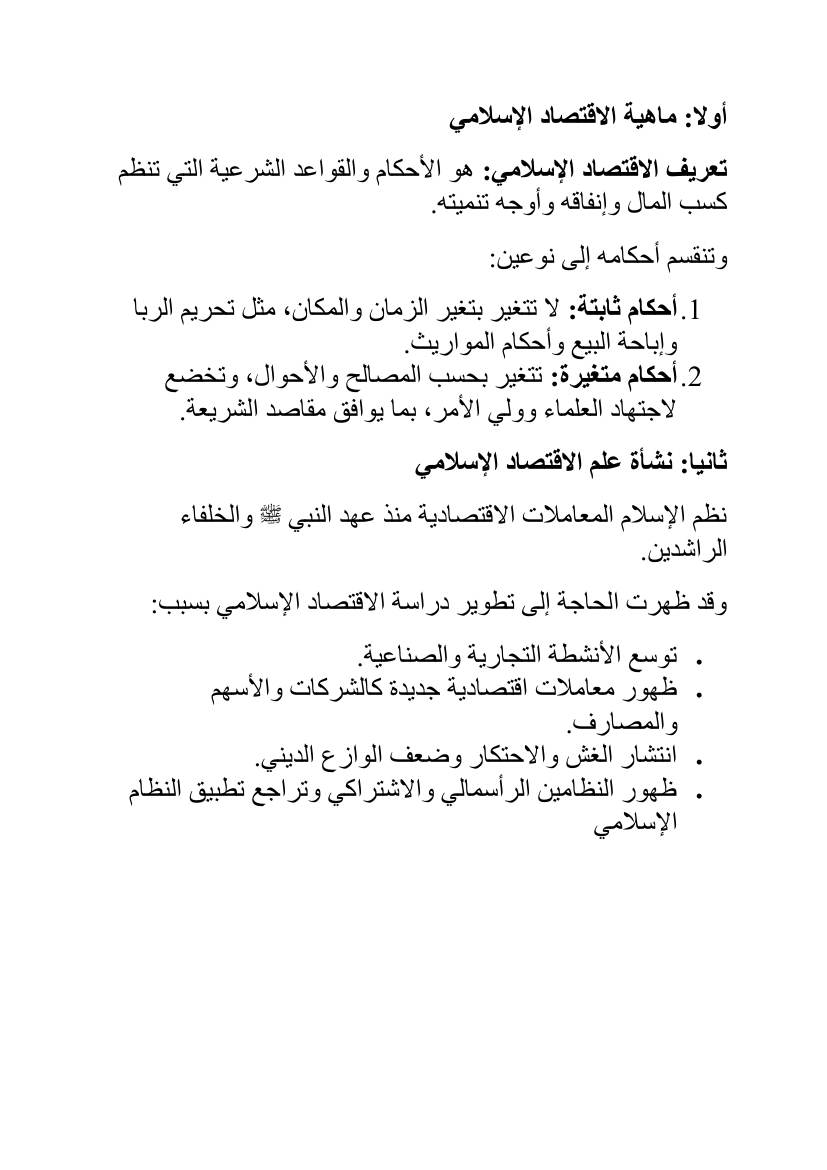 أولا: ماهية الاقتصاد الإسلامي
تعريف الاقتصاد الإسلامي: هو الأحكام والقواعد الشرعية التي تنظم
كسب المال وإنفاقه وأوجه تنميته.
وتنقسم أحكامه إلى نوعين:
1. أحكام ثابتة: لا تتغير بتغير الزمان والمكان، مثل تحريم الربا
وإباحة البيع وأحكام المواريث.
2. أحكام متغيرة: تتغير بحسب المصالح والأحوال، وتخضع
لاجتهاد العلماء وولي الأمر، بما يوافق مقاصد الشريعة.
ثانيا: نشأة علم الاقتصاد الإسلامي
نظم الإسلام المعاملات الاقتصادية منذ عهد النبي ﷺ والخلفاء
الراشدين.
وقد ظهرت الحاجة إلى تطوير دراسة الاقتصاد الإسلامي بسبب:
• توسع الأنشطة التجارية والصناعية.
• ظهور معاملات اقتصادية جديدة كالشركات والأسهم
والمصارف.
• انتشار الغش والاحتكار وضعف الوازع الديني.
• ظهور النظامين الرأسمالي والاشتراكي وتراجع تطبيق النظام
الإسلامي